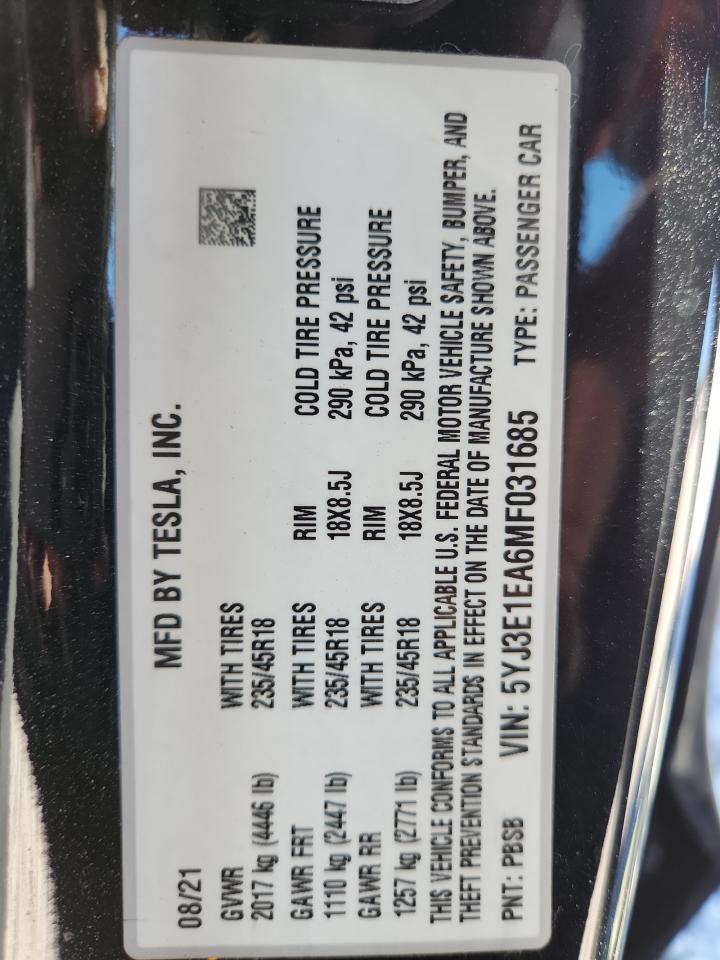 MFD BY TESLA, INC.
08/21
GVWR WITH TIRES
2017 kg (4446 lb) 235/45R18
GAWR FRT WITH TIRES RIM COLD TIRE PRESSURE
1110 kg (2447 lb) 235/45R18 18X8.5J 290 kPa, 42 psi
GAWR RR WITH TIRES RIM COLD TIRE PRESSURE
1257 kg (2771 lb) 235/45R18 18X8.5J 290 kPa, 42 psi
THIS VEHICLE CONFORMS TO ALL APPLICABLE U.S. FEDERAL MOTOR VEHICLE SAFETY, BUMPER, AND
THEFT PREVENTION STANDARDS IN EFFECT ON THE DATE OF MANUFACTURE SHOWN ABOVE.
PNT: PBSB VIN: 5YJ3E1EA6MF031685 TYPE: PASSENGER CAR